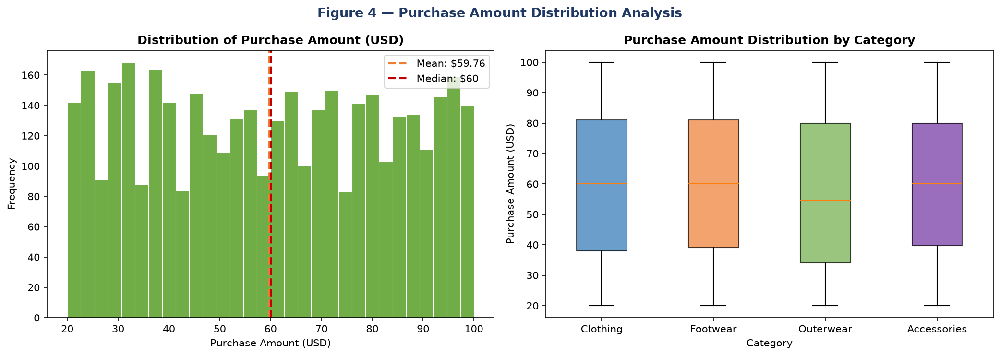 Figure 4 — Purchase Amount Distribution Analysis
Distribution of Purchase Amount (USD)
Mean: $59.76
Median: $60
160
140
120
100
80
60
40
20
0
Frequency
20 30 40 50 60 70 80 90 100
Purchase Amount (USD)
Purchase Amount Distribution by Category
100
90
80
70
60
50
40
30
20
Purchase Amount (USD)
Clothing Footwear Outerwear Accessories
Category